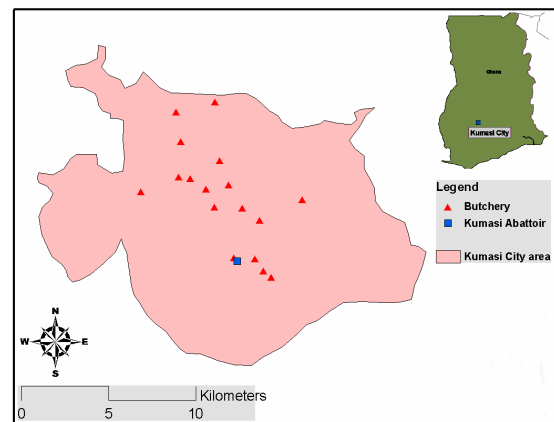 Ghana
Kumasi City
Legend
Butchery
Kumasi Abattoir
Kumasi City area
N
W E
S
Kilometers
0 5 10